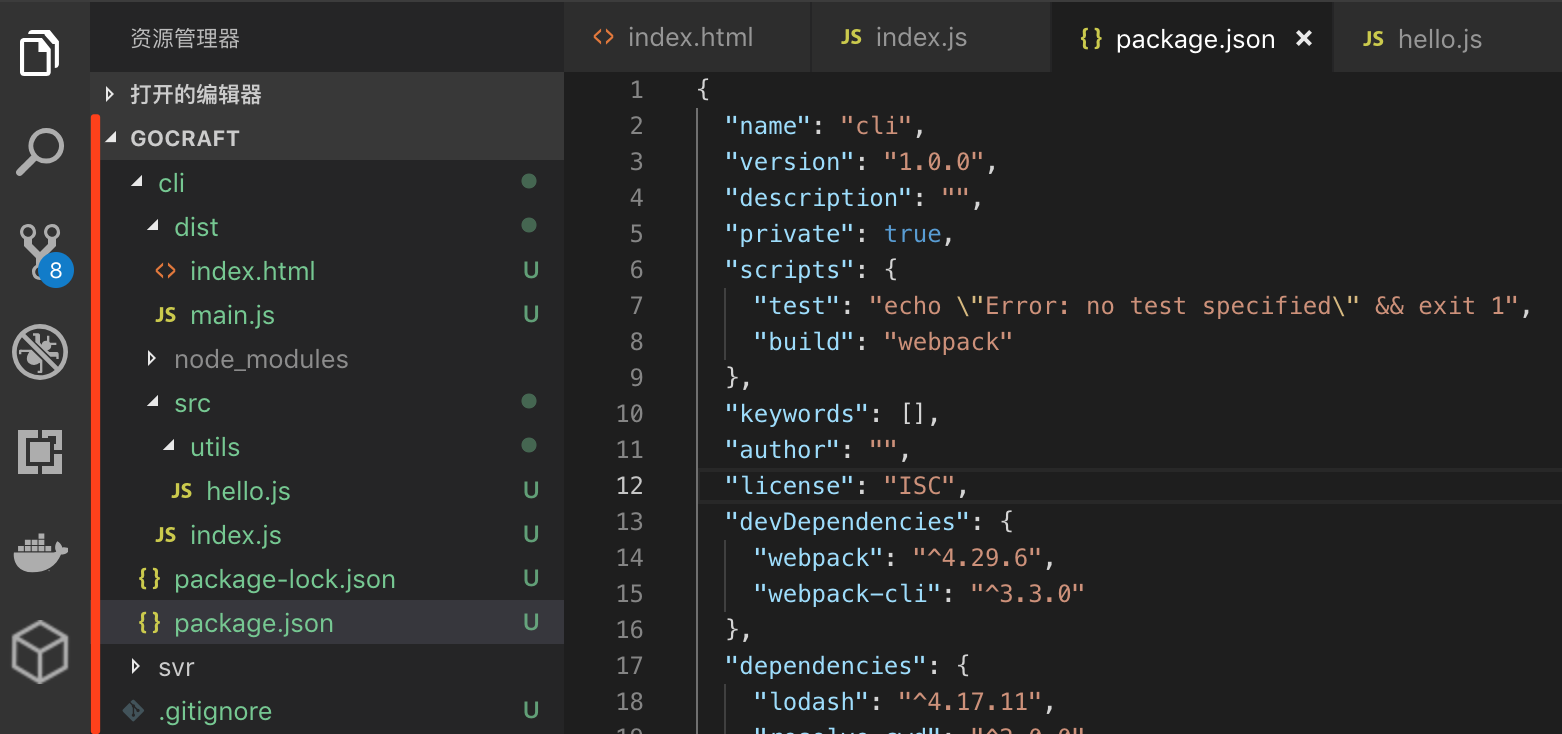 资源管理器
打开的编辑器
GOCRAFT
cli
dist
<> index.html U
JS main.js U
node_modules
src
utils
JS hello.js U
JS index.js U
{} package-lock.json U
{} package.json U
svr
.gitignore U
8
<> index.html JS index.js {} package.json × JS hello.js
1 {
2 "name": "cli",
3 "version": "1.0.0",
4 "description": "",
5 "private": true,
6 "scripts": {
7 "test": "echo \"Error: no test specified\" && exit 1",
8 "build": "webpack"
9 },
10 "keywords": [],
11 "author": "",
12 "license": "ISC",
13 "devDependencies": {
14 "webpack": "^4.29.6",
15 "webpack-cli": "^3.3.0"
16 },
17 "dependencies": {
18 "lodash": "^4.17.11",